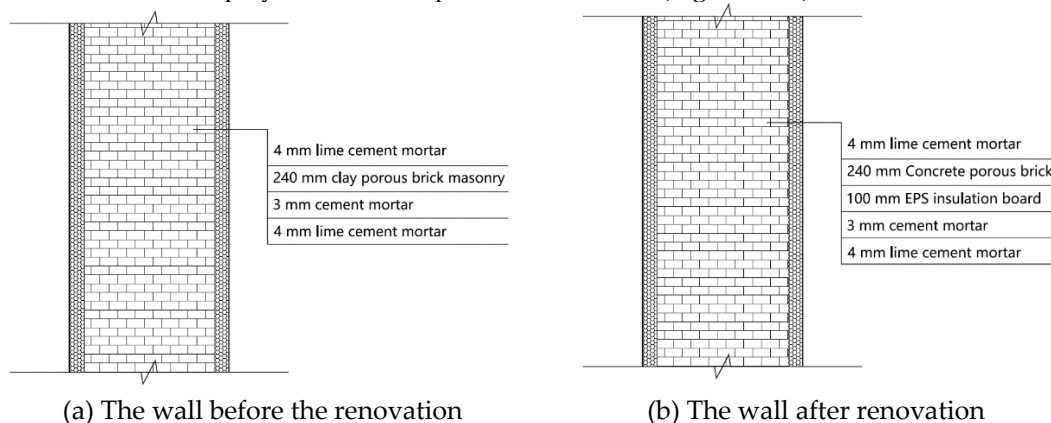 4 mm lime cement mortar
240 mm clay porous brick masonry
3 mm cement mortar
4 mm lime cement mortar
4 mm lime cement mortar
240 mm Concrete porous brick
100 mm EPS insulation board
3 mm cement mortar
4 mm lime cement mortar
(a) The wall before the renovation
(b) The wall after renovation